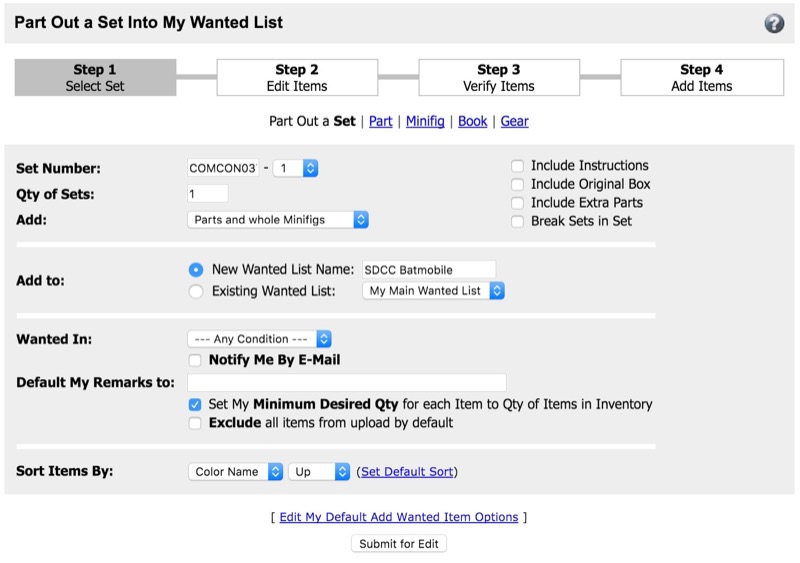 Part Out a Set Into My Wanted List
?
Step 1
Select Set
Step 2
Edit Items
Step 3
Verify Items
Step 4
Add Items
Part Out a Set | Part | Minifig | Book | Gear
Set Number: COMCON03 - 1
Include Instructions
Include Original Box
Qty of Sets: 1
Include Extra Parts
Add: Parts and whole Minifigs
Break Sets in Set
Add to: New Wanted List Name: SDCC Batmobile
Existing Wanted List: My Main Wanted List
Wanted In: --- Any Condition ---
Notify Me By E-Mail
Default My Remarks to:
Set My Minimum Desired Qty for each Item to Qty of Items in Inventory
Exclude all items from upload by default
Sort Items By: Color Name Up (Set Default Sort)
[ Edit My Default Add Wanted Item Options ]
Submit for Edit